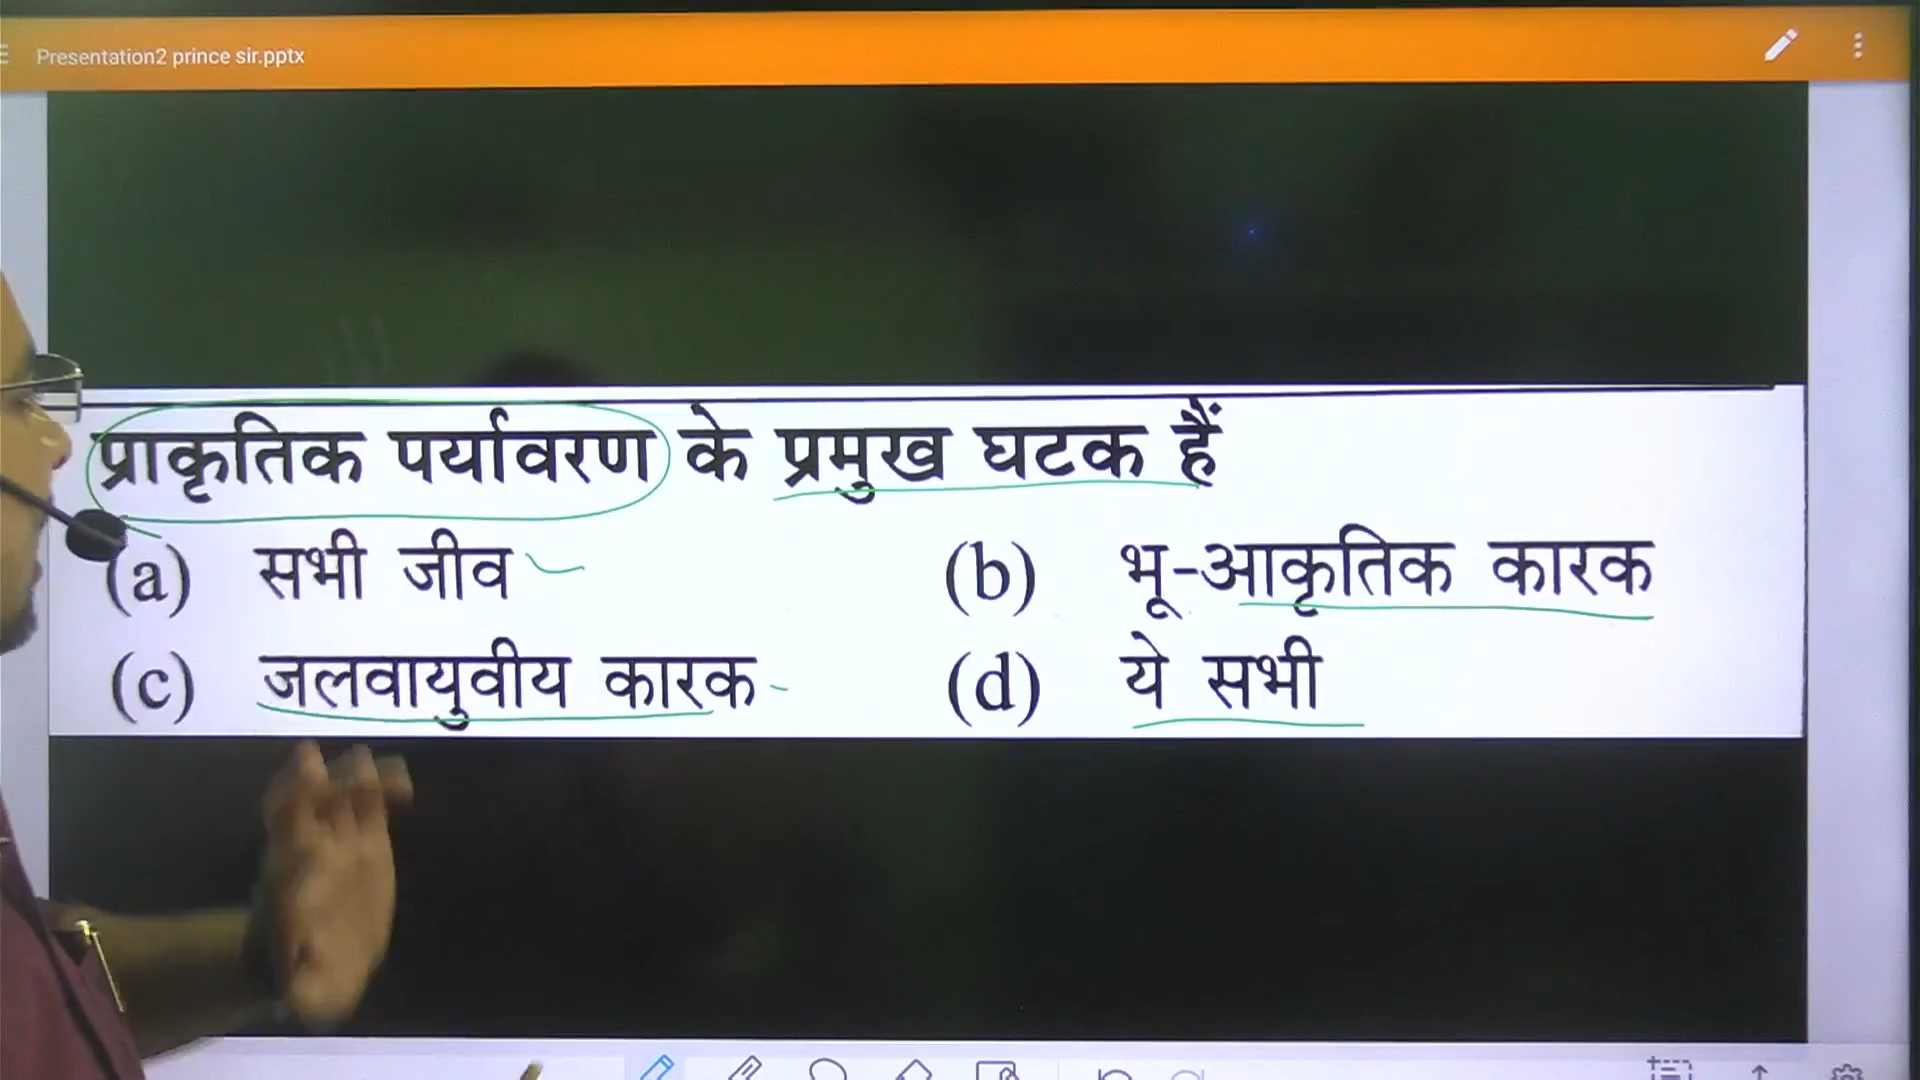 Presentation2 prince sir.pptx
प्राकृतिक पर्यावरण के प्रमुख घटक हैं
(a) सभी जीव (b) भू-आकृतिक कारक
(c) जलवायुवीय कारक (d) ये सभी